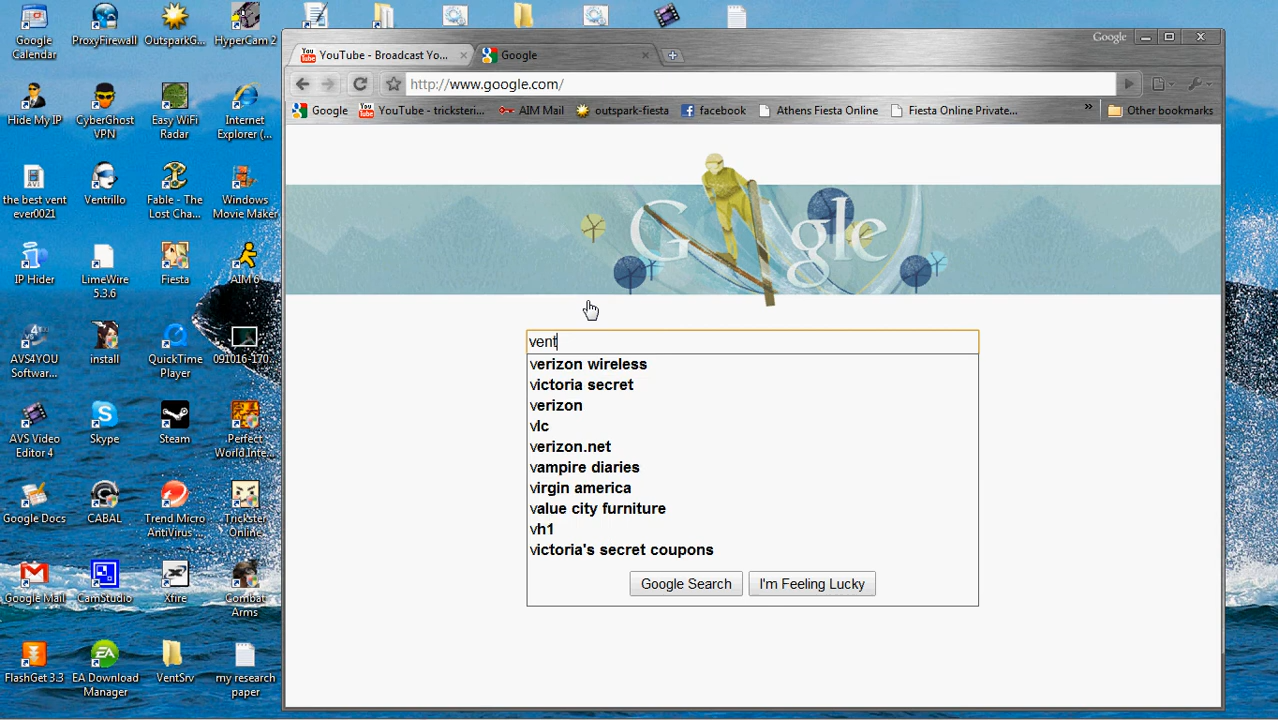 Google
Calendar
ProxyFirewall
OutsparkG...
HyperCam 2
Hide My IP
CyberGhost
VPN
Easy WiFi
Radar
Internet
Explorer (...
the best vent
ever0021
Ventrillo
Fable - The
Lost Cha...
Windows
Movie Maker
IP Hider
LimeWire
5.3.6
Fiesta
AIM 6
AVS4YOU
Softwar...
install
QuickTime
Player
091016-170...
AVS Video
Editor 4
Skype
Steam
Perfect
World Inte...
Google Docs
CABAL
Trend Micro
AntiVirus ...
Trickster
Online
Google Mail
CamStudio
Xfire
Combat
Arms
FlashGet 3.3
EA Download
Manager
VentSrv
my research
paper
Google
YouTube - Broadcast Yo...
Google
http://www.google.com/
Google
YouTube - tricksteri...
AIM Mail
outspark-fiesta
facebook
Athens Fiesta Online
Fiesta Online Private...
»
Other bookmarks
Google
vent
verizon wireless
victoria secret
verizon
vlc
verizon.net
vampire diaries
virgin america
value city furniture
vh1
victoria's secret coupons
Google Search
I'm Feeling Lucky